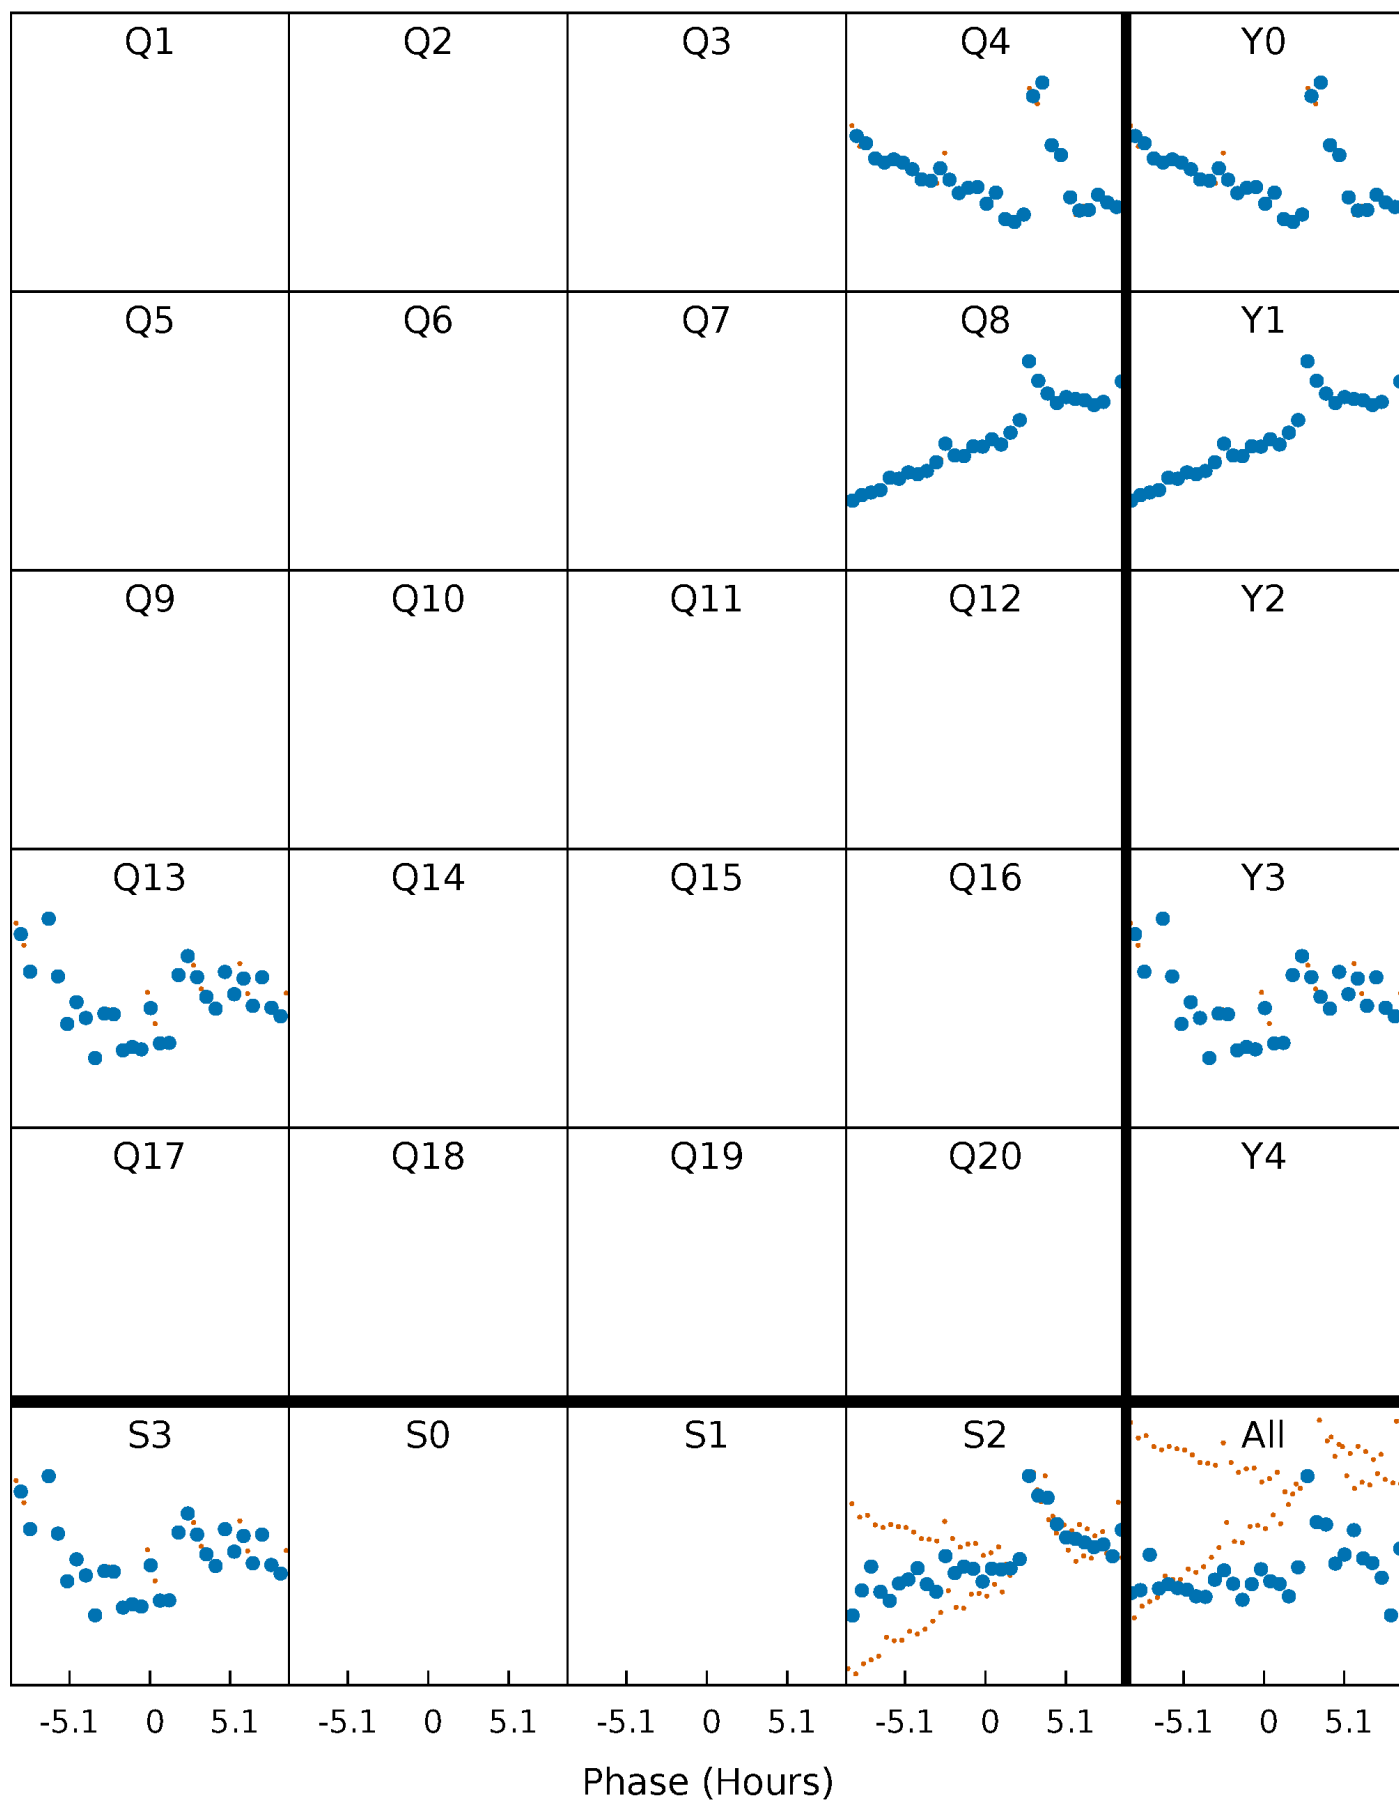 Q1 Q2 Q3 Q4 Y0
Q5 Q6 Q7 Q8 Y1
Q9 Q10 Q11 Q12 Y2
Q13 Q14 Q15 Q16 Y3
Q17 Q18 Q19 Q20 Y4
S3 S0 S1 S2 All
-5.1 0 5.1 -5.1 0 5.1 -5.1 0 5.1 -5.1 0 5.1 -5.1 0 5.1
Phase (Hours)